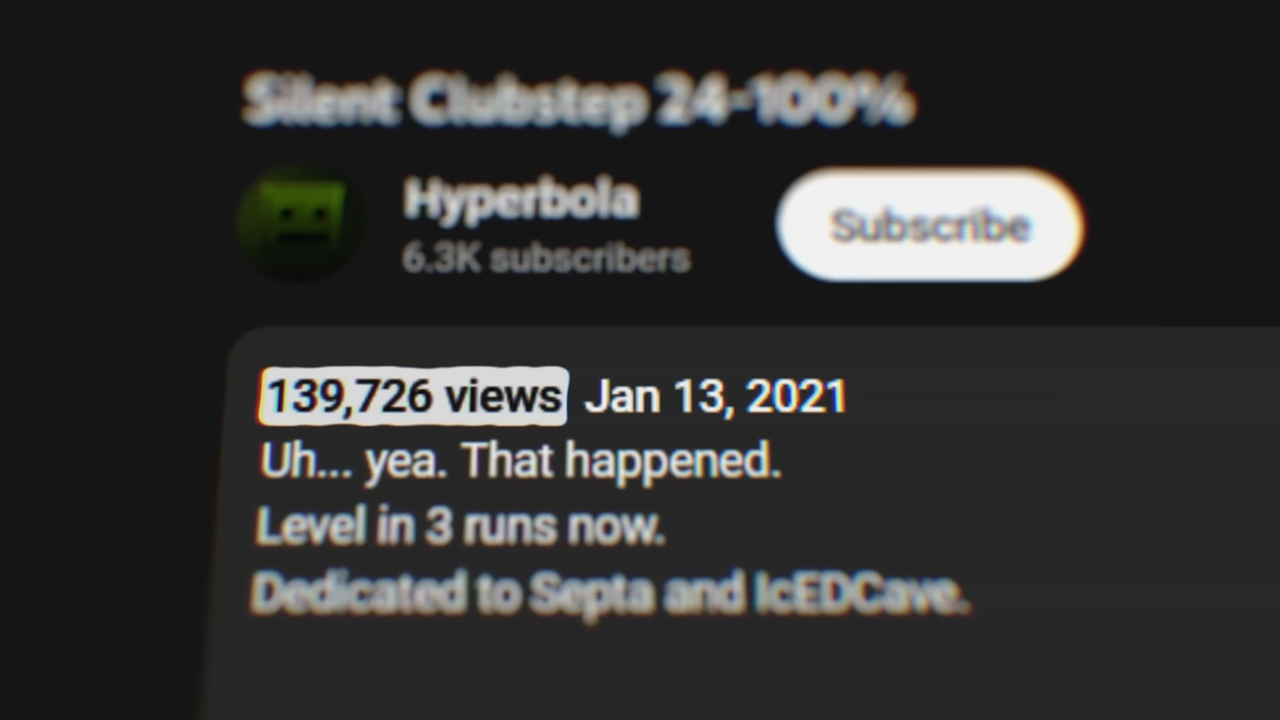 Silent Clubstep 24-100%
Hyperbola
6.3K subscribers
Subscribe
139,726 views Jan 13, 2021
Uh... yea. That happened.
Level in 3 runs now.
Dedicated to Septa and IcEDCave.